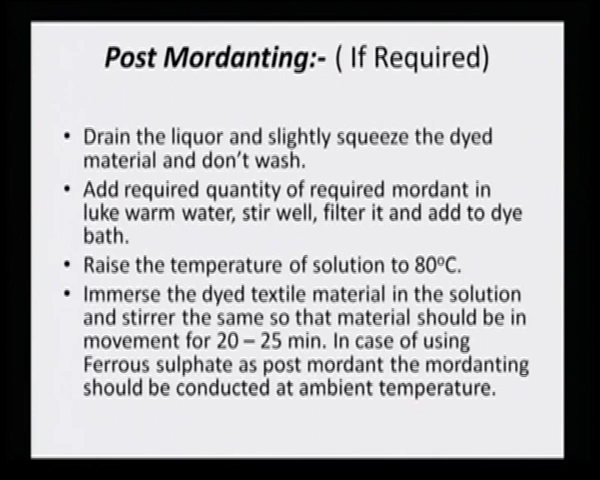 Post Mordanting:- ( If Required)
• Drain the liquor and slightly squeeze the dyed
material and don't wash.
• Add required quantity of required mordant in
luke warm water, stir well, filter it and add to dye
bath.
• Raise the temperature of solution to 80ºC.
• Immerse the dyed textile material in the solution
and stirrer the same so that material should be in
movement for 20 – 25 min. In case of using
Ferrous sulphate as post mordant the mordanting
should be conducted at ambient temperature.